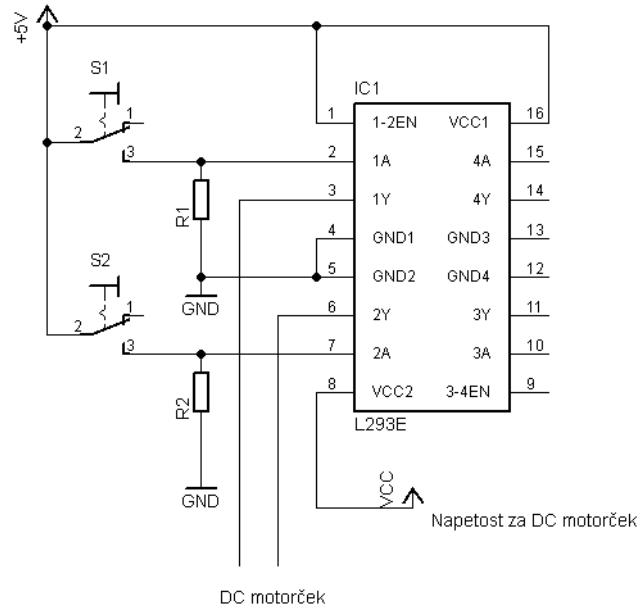 +5V
S1
1
2
3
R1
GND
S2
1
2
3
R2
GND
IC1
1 1-2EN VCC1 16
2 1A 4A 15
3 1Y 4Y 14
4 GND1 GND3 13
5 GND2 GND4 12
6 2Y 3Y 11
7 2A 3A 10
8 VCC2 3-4EN 9
L293E
VCC
Napetost za DC motorček
DC motorček